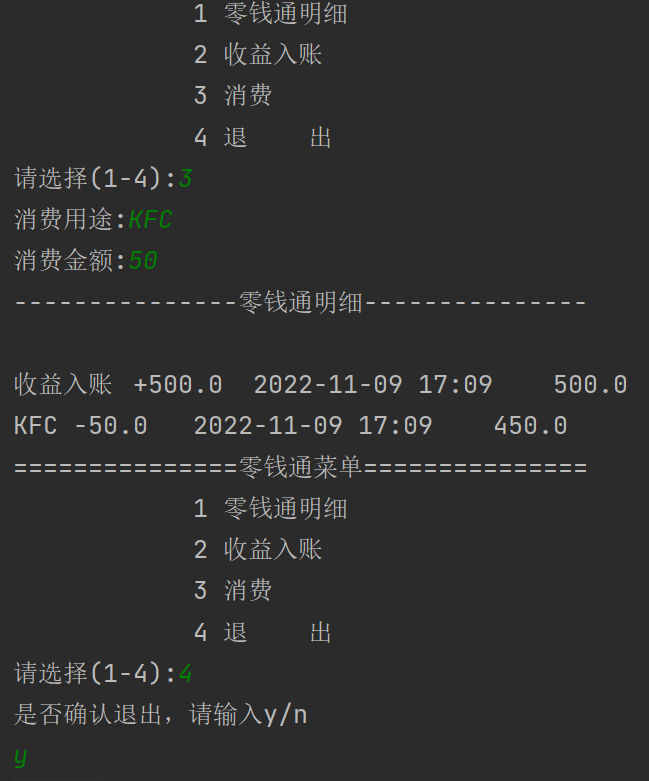 1 零钱通明细
2 收益入账
3 消费
4 退    出
请选择(1-4):3
消费用途:KFC
消费金额:50
---------------零钱通明细---------------
收益入账 +500.0  2022-11-09 17:09    500.0
KFC -50.0   2022-11-09 17:09    450.0
===============零钱通菜单===============
1 零钱通明细
2 收益入账
3 消费
4 退    出
请选择(1-4):4
是否确认退出，请输入y/n
y